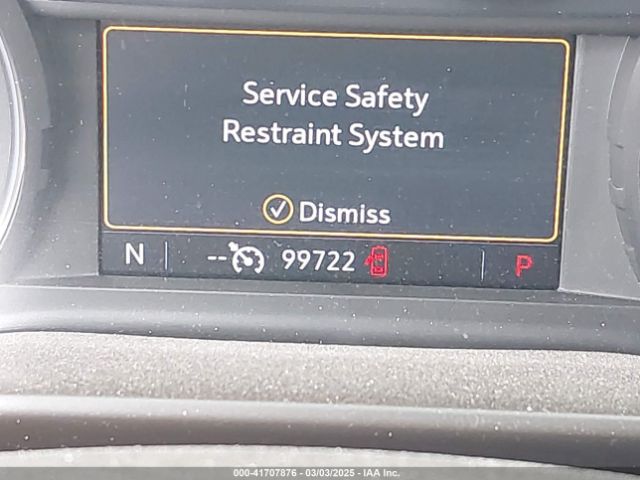 Service Safety
Restraint System
Dismiss
N -- 99722 P
000-41707876 | 03/03/2025 - IAA Inc.